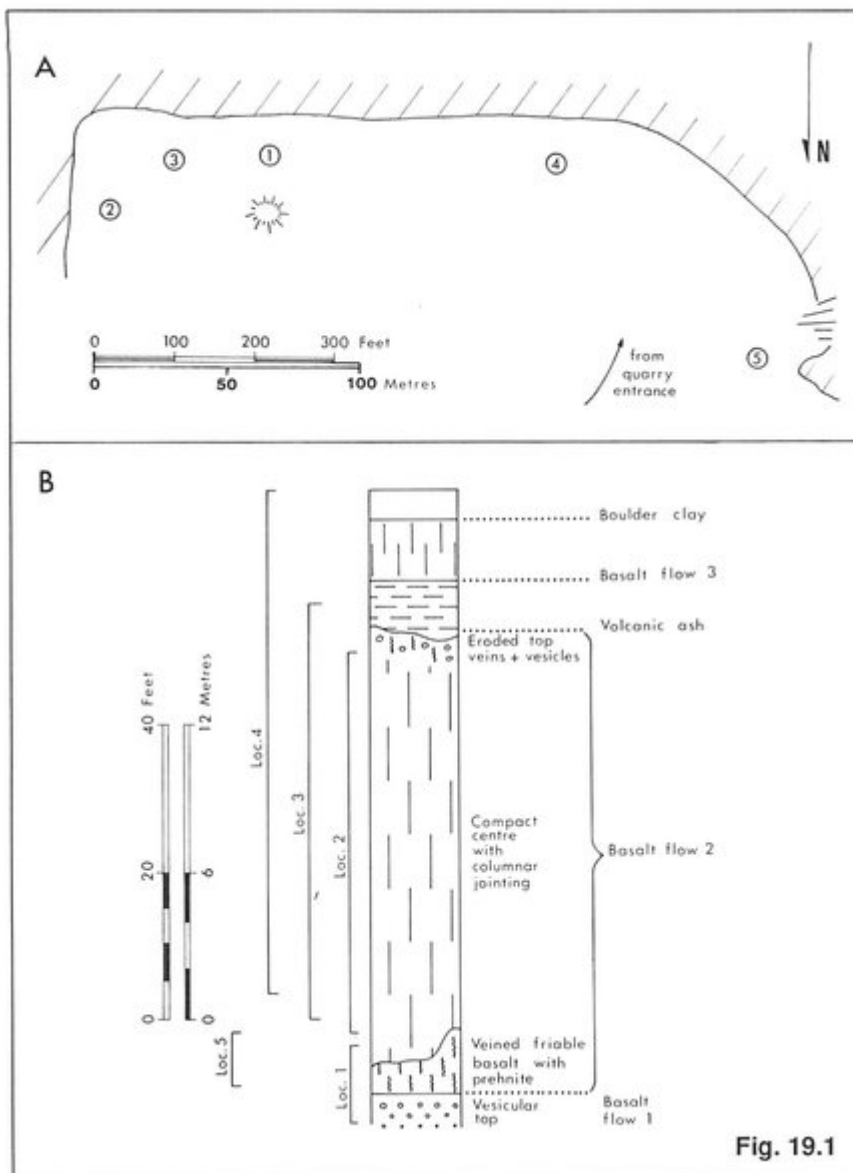 A
N
①
③
④
②
0 100 200 300 Feet
0 50 100 Metres
from
quarry
entrance
⑤
B
Boulder clay
Basalt flow 3
Volcanic ash
Eroded top
veins + vesicles
40 Feet
20
0
12 Metres
6
0
Loc. 4
Loc. 3
Loc. 2
Loc. 5
Loc. 1
Compact
centre
with
columnar
jointing
Basalt flow 2
Veined friable
basalt with
prehnite
Vesicular
top
Basalt
flow 1
Fig. 19.1